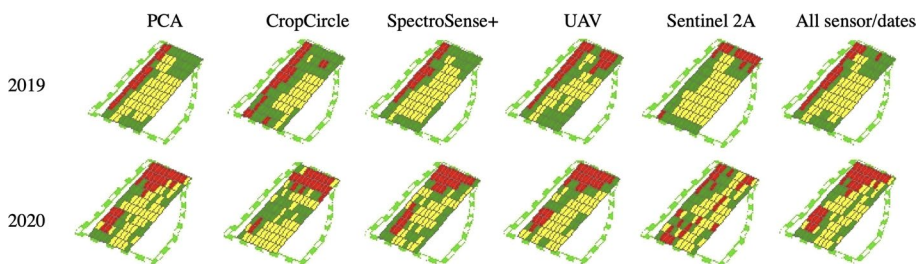 PCA CropCircle SpectroSense+ UAV Sentinel 2A All sensor/dates
2019
2020